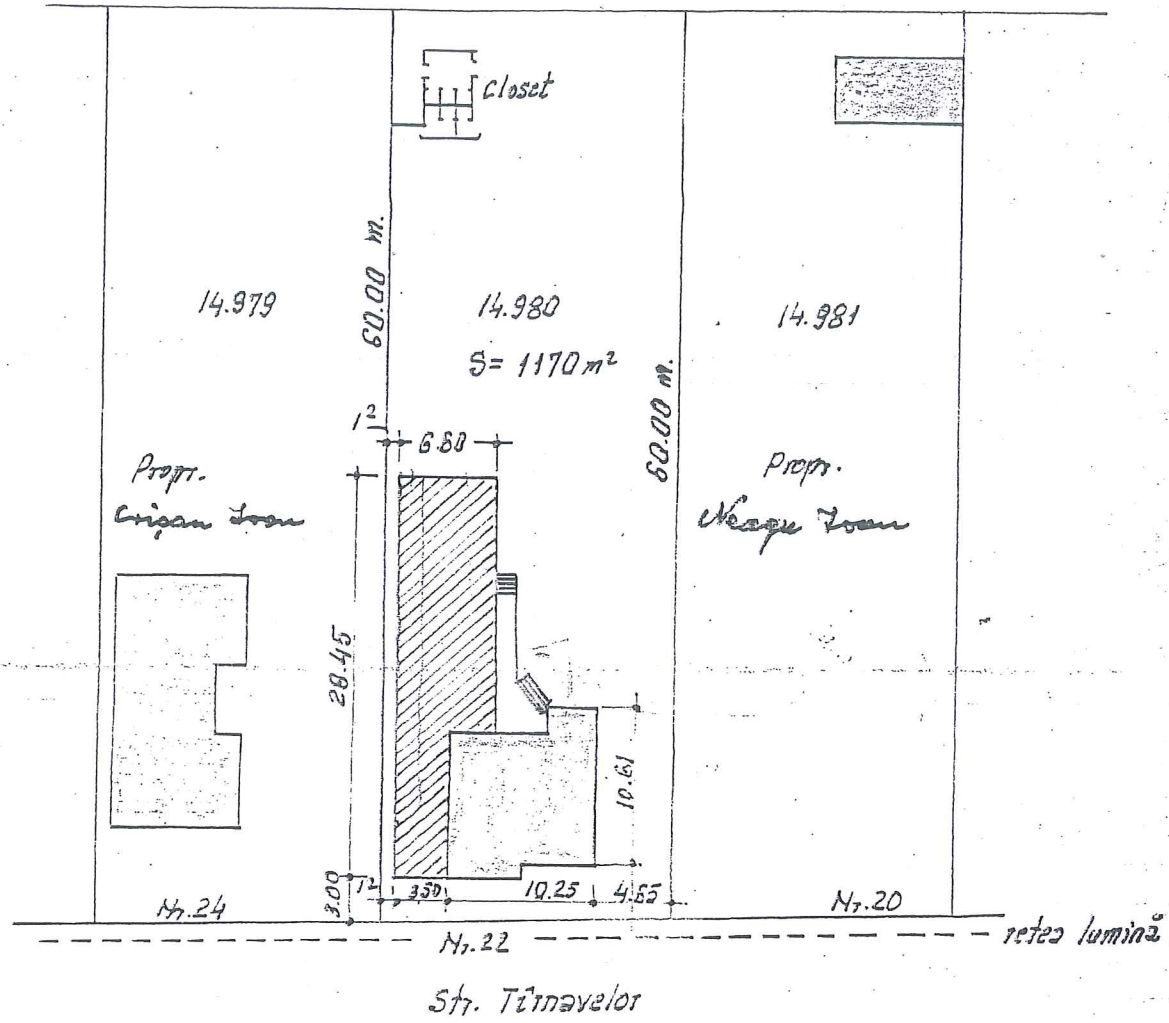 Closet
60.00 m.
14.979
14.980
14.981
S= 1170 m²
60.00 m.
1²
6.80
Propr.
Crișan Ioan
Propr.
Neagu Ioan
28.45
10.61
3.00
1²
3.50
10.25
4.65
Nr.24
Nr.20
Nr.22
retea lumină
Str. Tîrnavelor